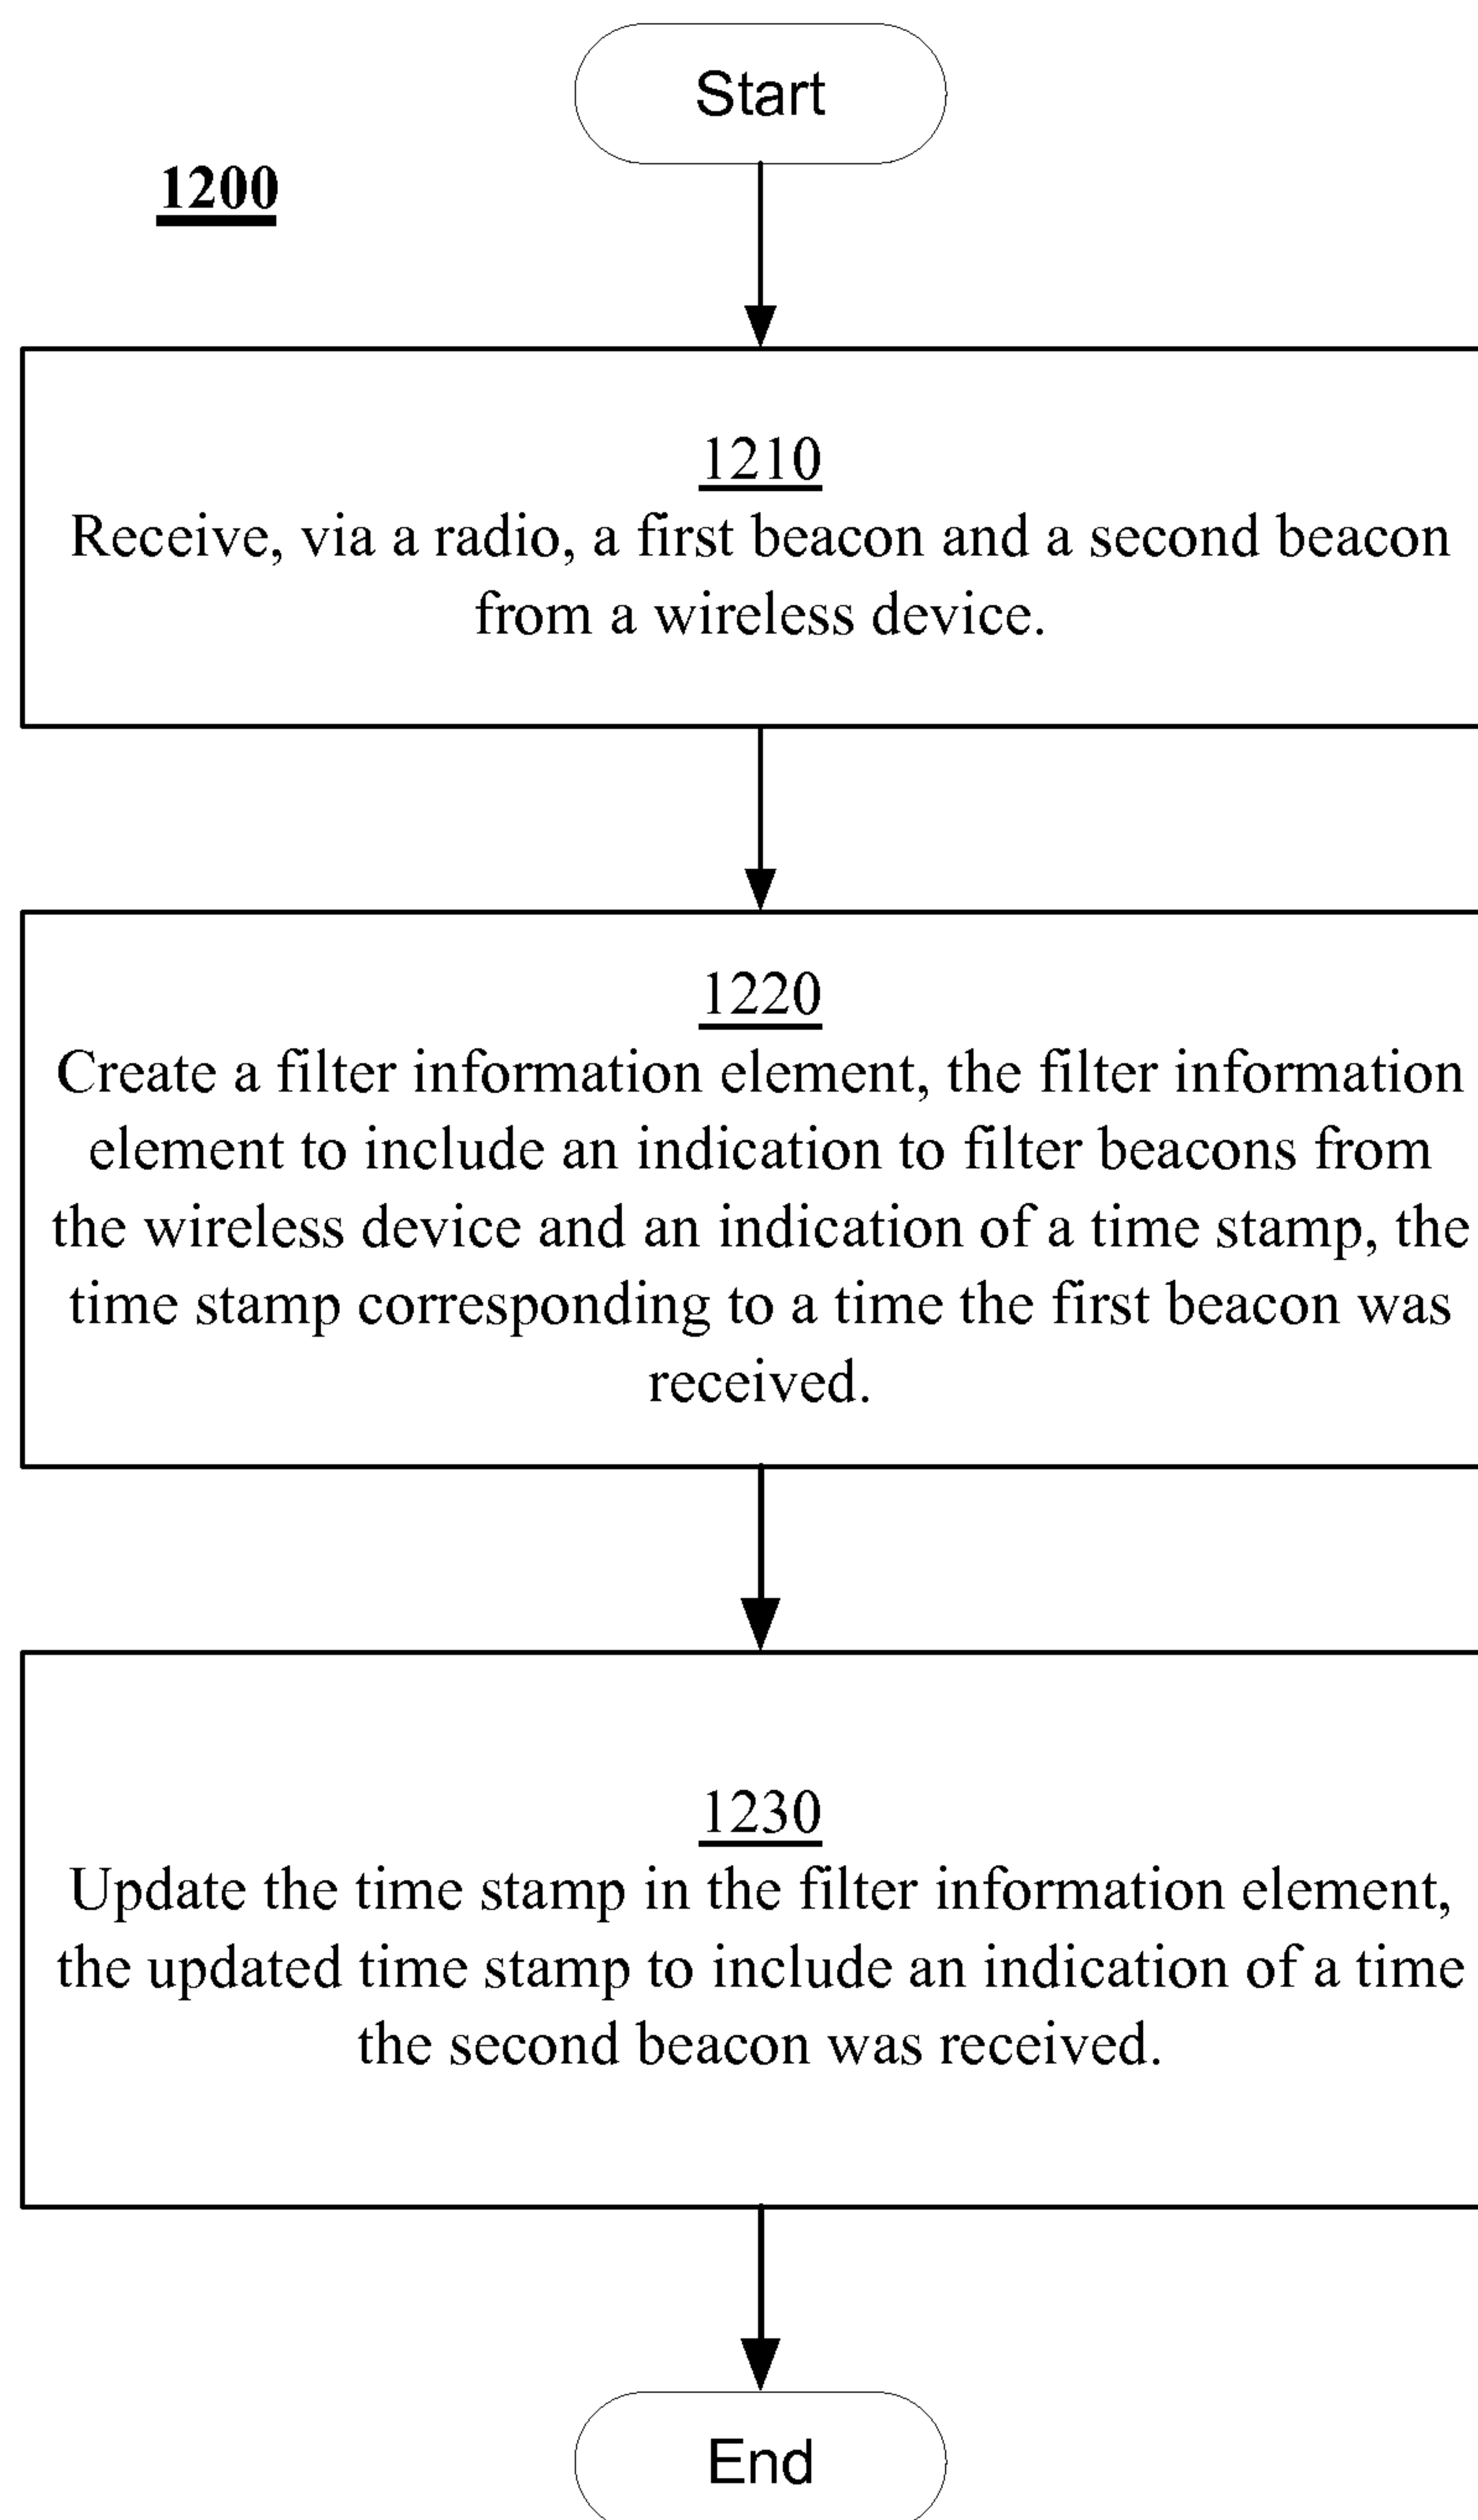 Start
1200
1210
Receive, via a radio, a first beacon and a second beacon
from a wireless device.
1220
Create a filter information element, the filter information
element to include an indication to filter beacons from
the wireless device and an indication of a time stamp, the
time stamp corresponding to a time the first beacon was
received.
1230
Update the time stamp in the filter information element,
the updated time stamp to include an indication of a time
the second beacon was received.
End